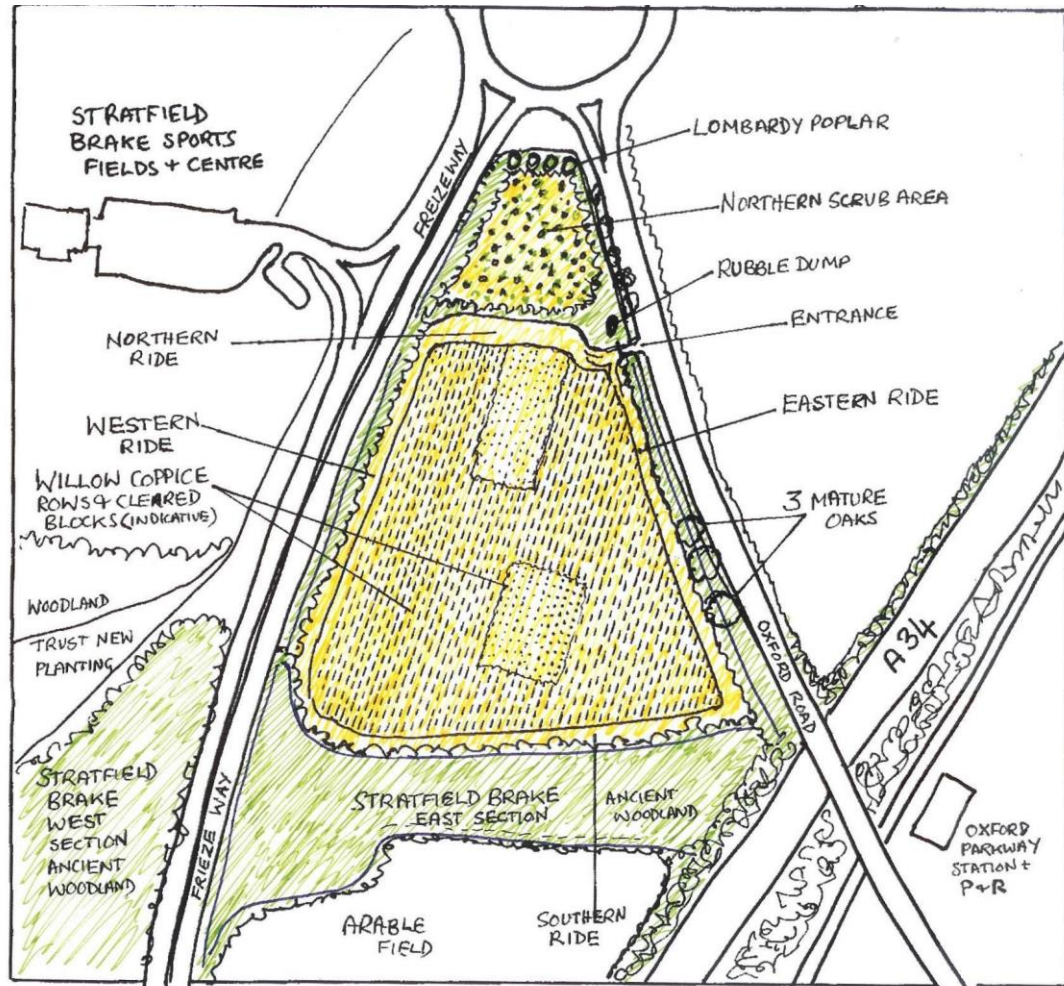 STRATFIELD
BRAKE SPORTS
FIELDS + CENTRE
FREIZEWAY
LOMBARDY POPLAR
NORTHERN SCRUB AREA
RUBBLE DUMP
ENTRANCE
NORTHERN
RIDE
EASTERN RIDE
WESTERN
RIDE
WILLOW COPPICE
ROWS & CLEARED
BLOCKS (INDICATIVE)
3 MATURE
OAKS
WOODLAND
TRUST NEW
PLANTING
OXFORD ROAD
A34
STRATFIELD
BRAKE
WEST
SECTION
ANCIENT
WOODLAND
FRIEZE WAY
STRATFIELD BRAKE
EAST SECTION
ANCIENT
WOODLAND
ARABLE
FIELD
SOUTHERN
RIDE
OXFORD
PARKWAY
STATION +
P+R